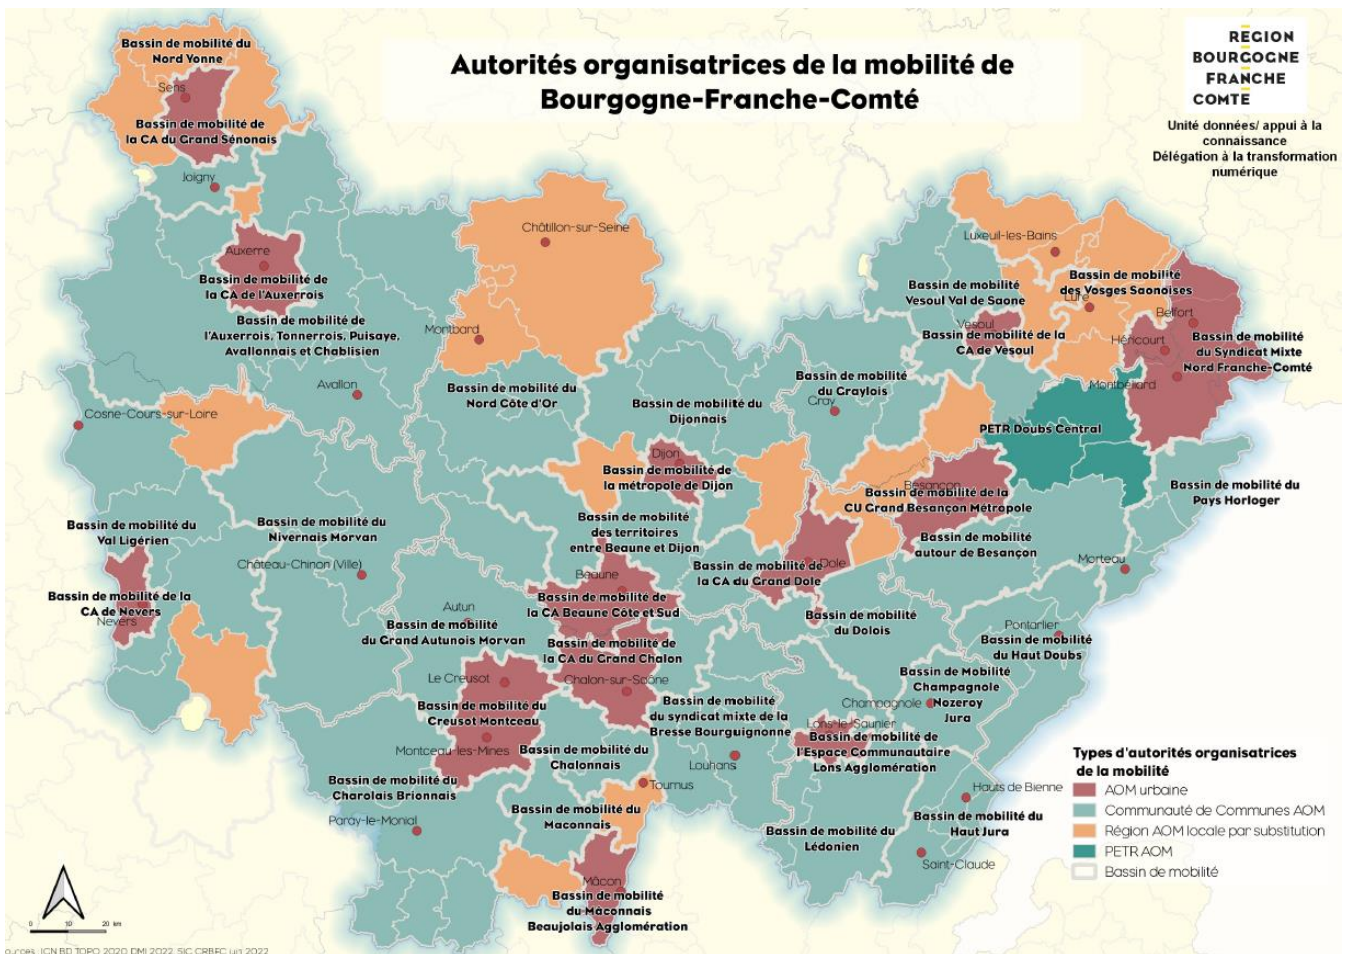 Autorités organisatrices de la mobilité de
Bourgogne-Franche-Comté
RÉGION
BOURGOGNE
FRANCHE
COMTÉ
Unité données/ appui à la
connaissance
Délégation à la transformation
numérique
Bassin de mobilité du
Nord Yonne
Sens
Bassin de mobilité de
la CA du Grand Sénonais
Joigny
Auxerre
Bassin de mobilité de
la CA de l'Auxerrois
Bassin de mobilité de
l'Auxerrois, Tonnerrois, Puisaye,
Avallonnais et Chablisien
Avallon
Châtillon-sur-Seine
Montbard
Bassin de mobilité du
Nord Côte d'Or
Luxeuil-les-Bains
Bassin de mobilité
des Vosges Saonoises
Lure
Bassin de mobilité
Vesoul Val de Saone
Vesoul
Bassin de mobilité de la
CA de Vesoul
Belfort
Héricourt
Bassin de mobilité
du Syndicat Mixte
Nord Franche-Comté
Montbéliard
Bassin de mobilité
du Graylois
Gray
Bassin de mobilité du
Dijonnais
PETR Doubs Central
Cosne-Cours-sur-Loire
Dijon
Bassin de mobilité de
la métropole de Dijon
Besançon
Bassin de mobilité de la
CU Grand Besançon Métropole
Bassin de mobilité du
Pays Horloger
Bassin de mobilité du
Val Ligérien
Bassin de mobilité du
Nivernais Morvan
Bassin de mobilité
des territoires
entre Beaune et Dijon
Bassin de mobilité
autour de Besançon
Château-Chinon (Ville)
Morteau
Bassin de mobilité de
la CA du Grand Dole
Dole
Beaune
Bassin de mobilité de
la CA Beaune Côte et Sud
Bassin de mobilité de la
CA de Nevers
Nevers
Autun
Bassin de mobilité
du Grand Autunois Morvan
Bassin de mobilité
du Dolois
Pontarlier
Bassin de mobilité
du Haut Doubs
Bassin de mobilité de
la CA du Grand Chalon
Chalon-sur-Saône
Le Creusot
Bassin de mobilité du
Creusot Montceau
Montceau-les-Mines
Bassin de Mobilité
Champagnole
Nozeroy
Jura
Champagnole
Bassin de mobilité
du syndicat mixte de la
Bresse Bourguignonne
Louhans
Lons-le-Saunier
Bassin de mobilité de
l'Espace Communautaire
Lons Agglomération
Bassin de mobilité du
Chalonnais
Tournus
Bassin de mobilité du
Charolais Brionnais
Paray-le-Monial
Bassin de mobilité du
Maconnais
Hauts de Bienne
Bassin de mobilité du
Haut Jura
Bassin de mobilité du
Lédonien
Saint-Claude
Mâcon
Bassin de mobilité
du Mâconnais
Beaujolais Agglomération
Types d'autorités organisatrices
de la mobilité
AOM urbaine
Communauté de Communes AOM
Région AOM locale par substitution
PETR AOM
Bassin de mobilité
0 10 20 km
IGN BD TOPO 2020, DMI 2022, SIC CRBFC juin 2022